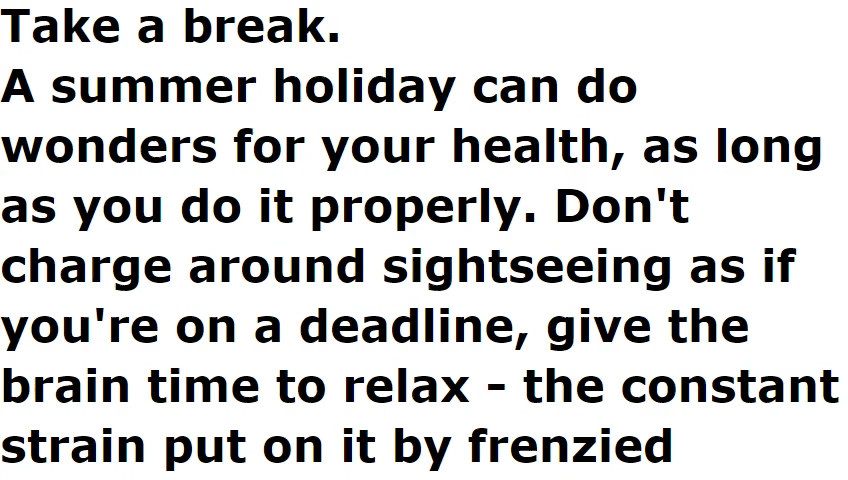 Take a break.
A summer holiday can do
wonders for your health, as long
as you do it properly. Don't
charge around sightseeing as if
you're on a deadline, give the
brain time to relax - the constant
strain put on it by frenzied